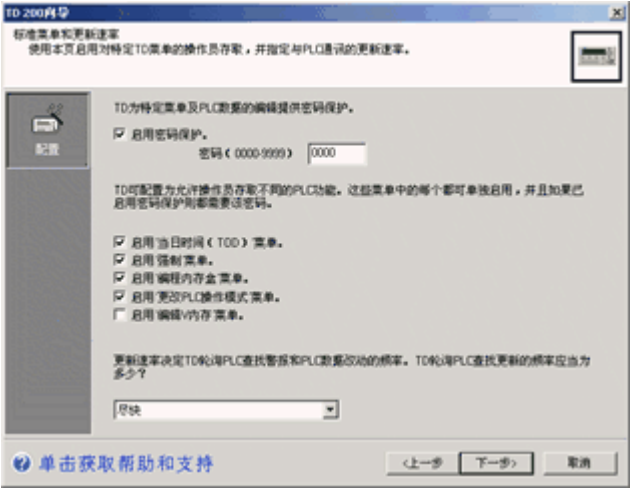 TD 200向导
标准菜单和更新速率
使用本页启用对特定TD菜单的操作员存取，并指定与PLC通讯的更新速率。
配置
TD为特定菜单及PLC数据的编辑提供密码保护。
启用密码保护。
密码（0000-9999）
0000
TD可配置为允许操作员存取不同的PLC功能。这些菜单中的每个都可单独启用，并且如果已
启用密码保护则都需要该密码。
启用'当日时间（TOD）'菜单。
启用'强制'菜单。
启用'编程内存盒'菜单。
启用'更改PLC操作模式'菜单。
启用'编辑V内存'菜单。
更新速率决定TD轮询PLC查找警报和PLC数据改动的频率。TD轮询PLC查找更新的频率应当为
多少？
尽快
单击获取帮助和支持
<上一步
下一步>
取消